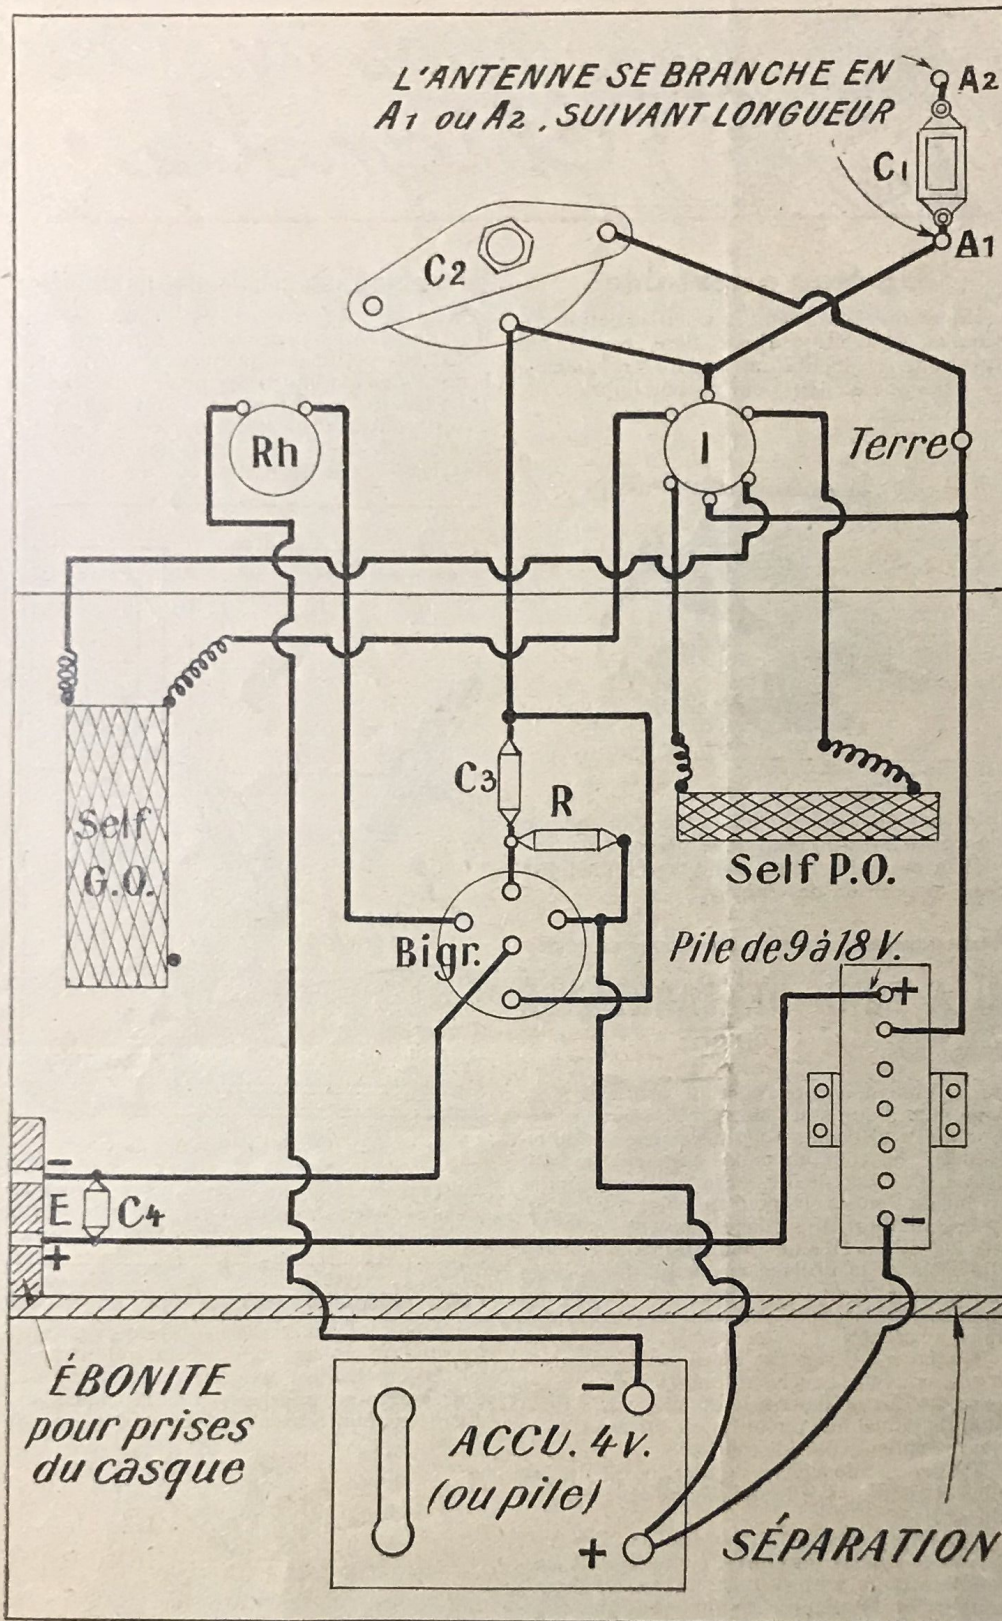 L'ANTENNE SE BRANCHE EN
A1 ou A2, SUIVANT LONGUEUR
A2
C1
A1
C2
Rh
I
Terre
C3
R
Self
G.O.
Self P.O.
Bigr.
Pile de 9 à 18 V.
+
-
E
C4
+
-
ÉBONITE
pour prises
du casque
-
ACCU. 4 V.
(ou pile)
+
SÉPARATION